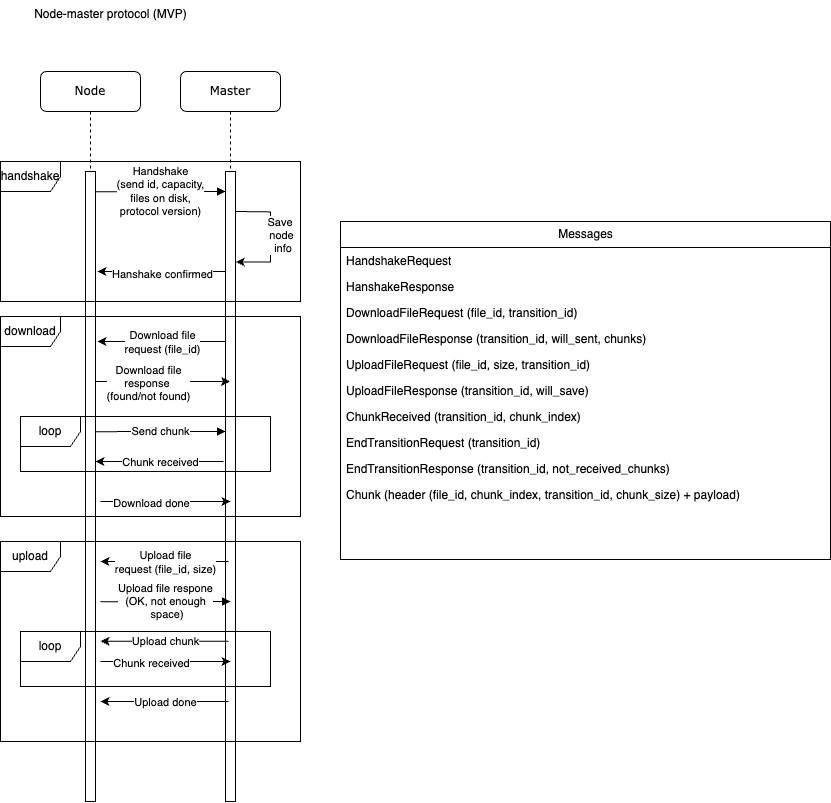 Node-master protocol (MVP)
Node
Master
handshake
Handshake
(send id, capacity,
files on disk,
protocol version)
Save
node
info
Hanshake confirmed
download
Download file
request (file_id)
Download file
response
(found/not found)
loop
Send chunk
Chunk received
Download done
upload
Upload file
request (file_id, size)
Upload file respone
(OK, not enough
space)
loop
Upload chunk
Chunk received
Upload done
Messages
HandshakeRequest
HanshakeResponse
DownloadFileRequest (file_id, transition_id)
DownloadFileResponse (transition_id, will_sent, chunks)
UploadFileRequest (file_id, size, transition_id)
UploadFileResponse (transition_id, will_save)
ChunkReceived (transition_id, chunk_index)
EndTransitionRequest (transition_id)
EndTransitionResponse (transition_id, not_received_chunks)
Chunk (header (file_id, chunk_index, transition_id, chunk_size) + payload)